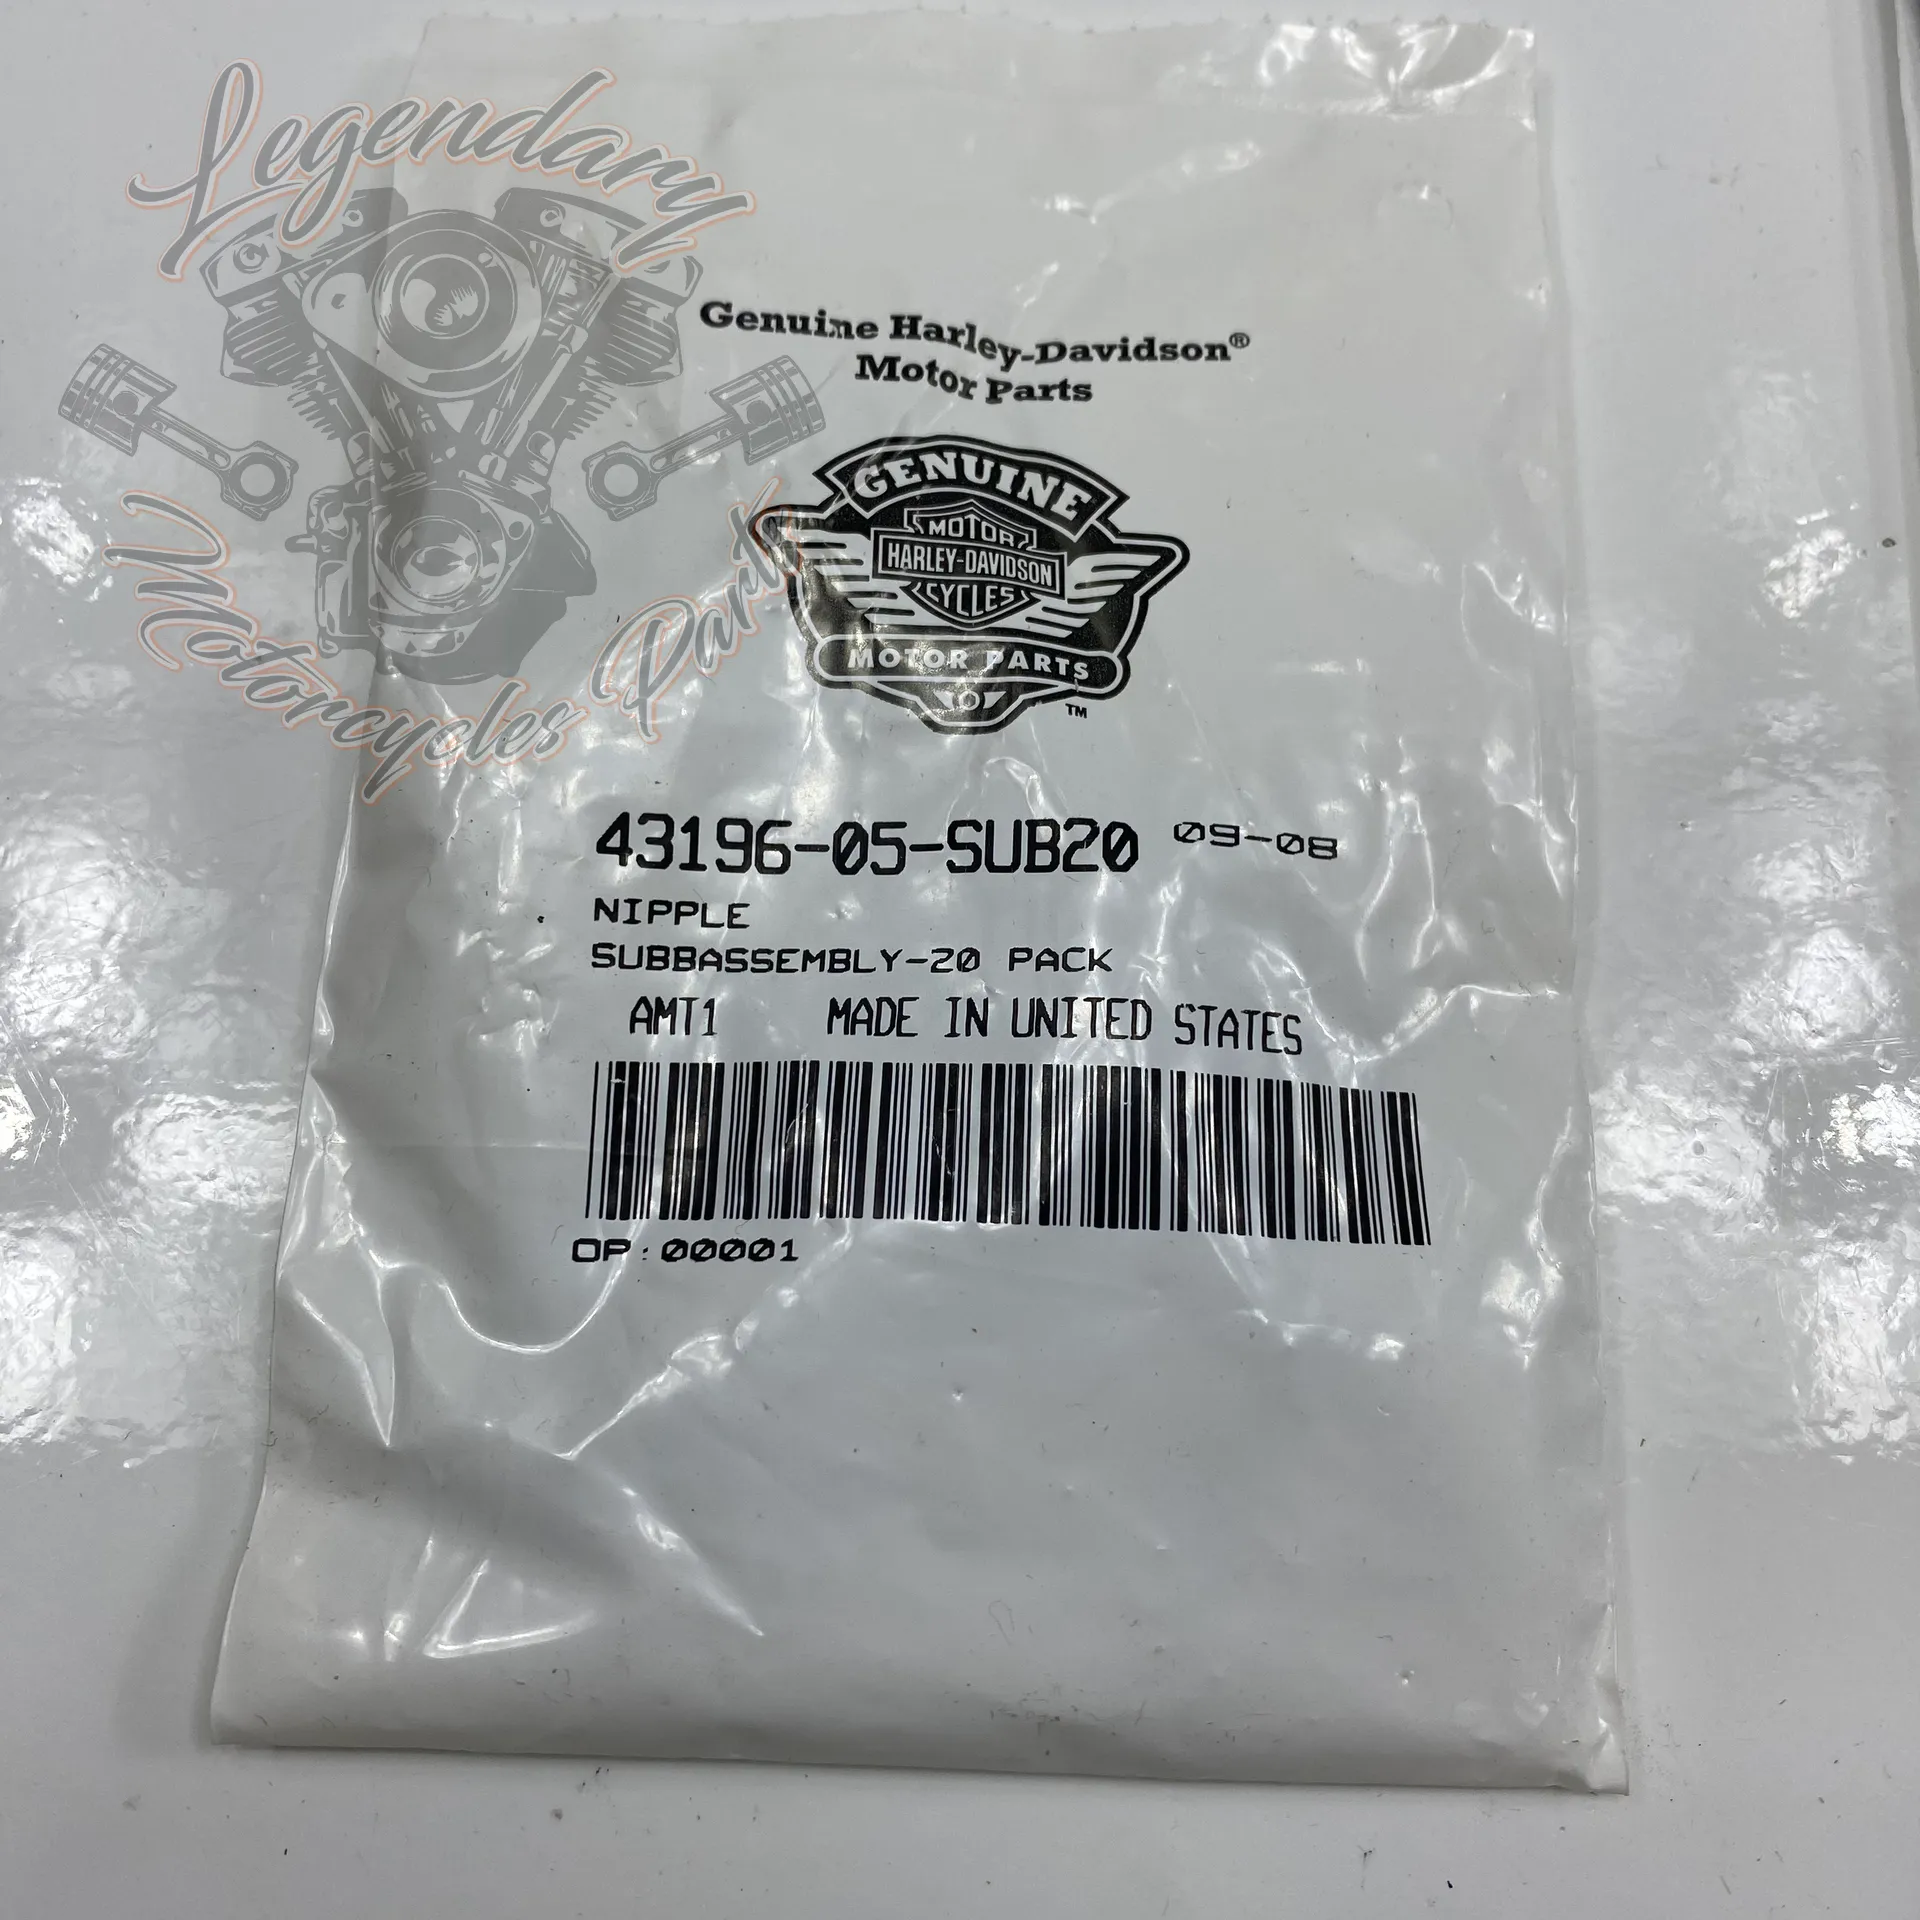 Legendary
Motorcycles Parts
Genuine Harley-Davidson®
Motor Parts
GENUINE
MOTOR
HARLEY-DAVIDSON
CYCLES
MOTOR PARTS
TM
43196-05-SUB20 09-08
NIPPLE
SUBBASSEMBLY-20 PACK
AMT1 MADE IN UNITED STATES
OP:00001